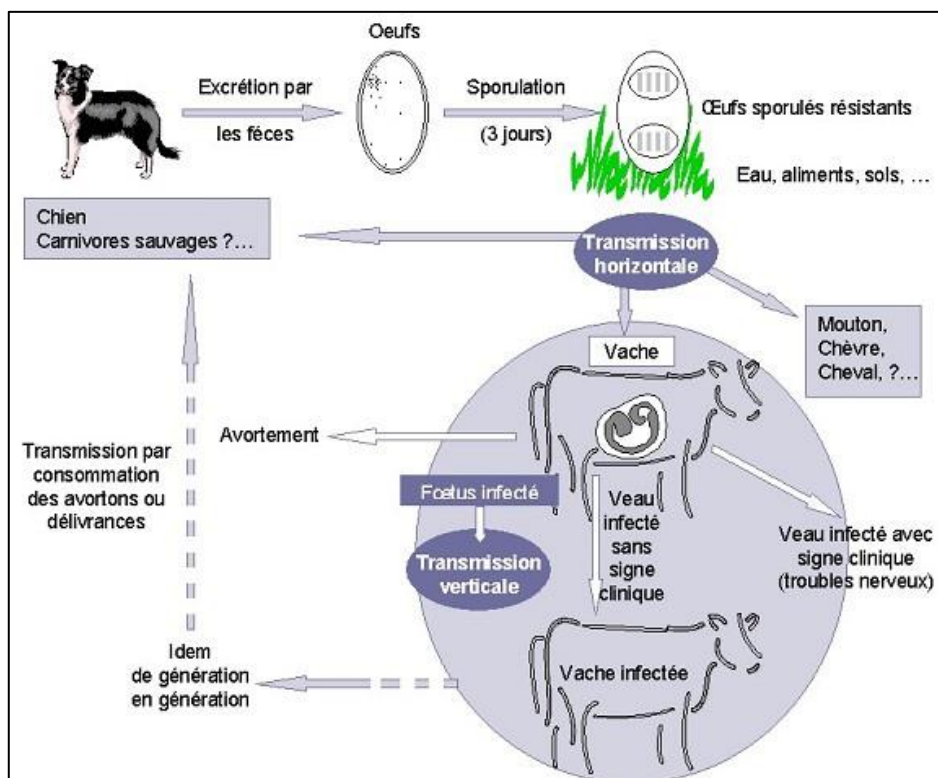 Oeufs
Excrétion par
les féces
Sporulation
(3 jours)
Œufs sporulés résistants
Eau, aliments, sols, ...
Chien
Carnivores sauvages ?...
Transmission
horizontale
Mouton,
Chèvre,
Cheval, ?...
Vache
Avortement
Transmission par
consommation
des avortons ou
délivrances
Fœtus infecté
Transmission
verticale
Veau
infecté
sans
signe
clinique
Veau infecté avec
signe clinique
(troubles nerveux)
Idem
de génération
en génération
Vache infectée